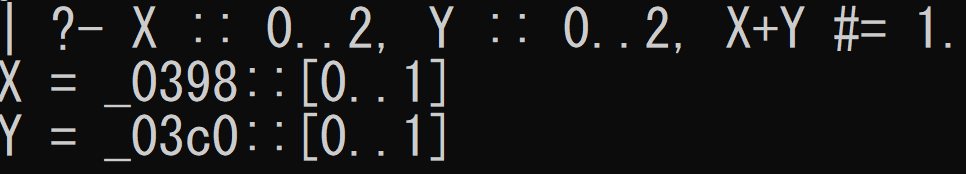 | ?- X :: 0..2, Y :: 0..2, X+Y #= 1.
X = _0398::[0..1]
Y = _03c0::[0..1]